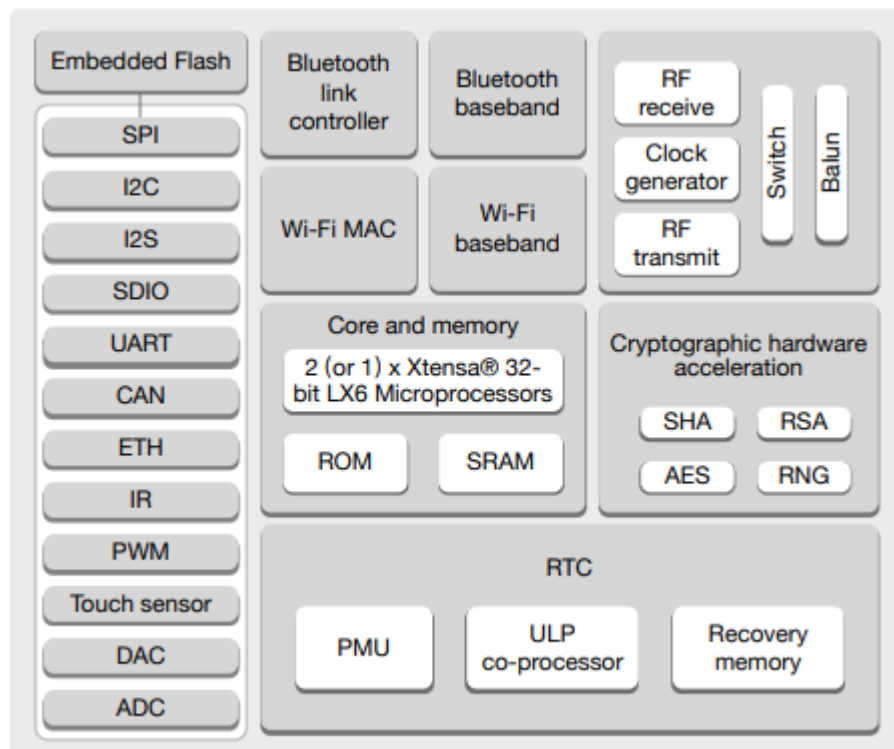 Embedded Flash
SPI
I2C
I2S
SDIO
UART
CAN
ETH
IR
PWM
Touch sensor
DAC
ADC
Bluetooth
link
controller
Bluetooth
baseband
Wi-Fi MAC
Wi-Fi
baseband
RF
receive
Clock
generator
RF
transmit
Switch
Balun
Core and memory
2 (or 1) x Xtensa® 32-
bit LX6 Microprocessors
ROM
SRAM
Cryptographic hardware
acceleration
SHA
RSA
AES
RNG
RTC
PMU
ULP
co-processor
Recovery
memory